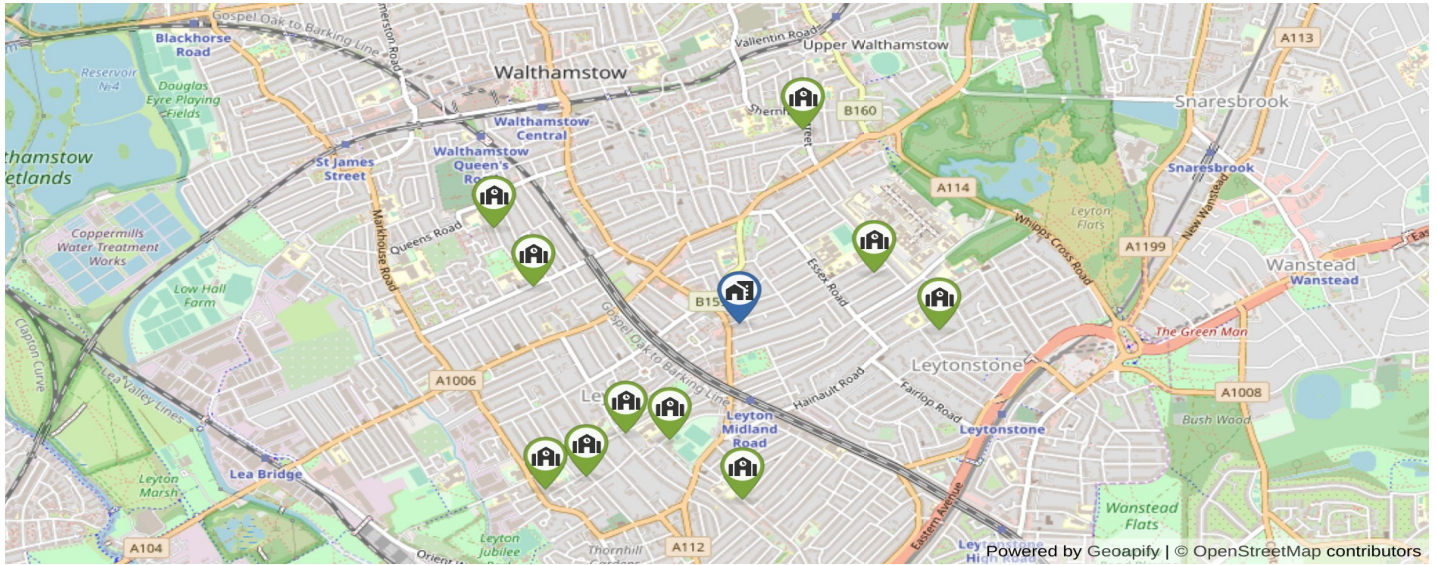 Gospel Oak to Barking Line
Blackhorse
Road
Vallentin Road
Upper Walthamstow
A113
Reservoir
№4
Douglas
Eyre Playing
Fields
Walthamstow
Snaresbrook
B160
Walthamstow
Central
St James
Street
Walthamstow
Queen's
Snaresbrook
A114
Leyton
Flats
New Wanstead
Coppermills
Water Treatment
Works
Markhouse Road
Queens Road
Whipps Cross Road
A1199
Wanstead
Wanstead
Low Hall
Farm
Essex Road
Clapton Curve
Gospel Oak to Barking Line
The Green Man
Lea Valley Lines
A1006
Leytonstone
Hainault Road
Fairlop Road
A1008
Bush Wood
Leyton
Midland
Road
Leytonstone
Lea Bridge
Leyton
Marsh
Eastern Avenue
Wanstead
Flats
Leyton
Jubilee
Thornhill
Gardens
A104
A112
Leytonstone
High Road
Powered by Geoapify | © OpenStreetMap contributors